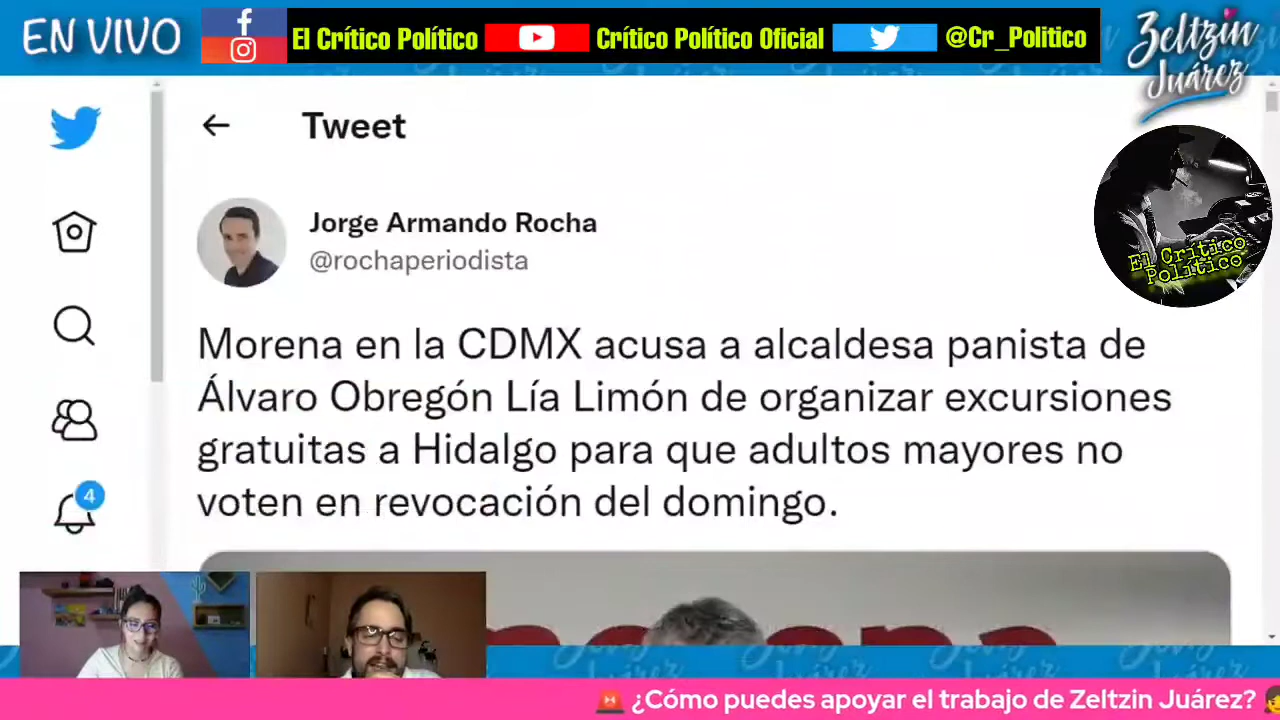 EN VIVO
El Crítico Político
Crítico Político Oficial
@Cr_Politico
Zeltzin
Juárez
Tweet
Jorge Armando Rocha
@rochaperiodista
El Crítico
Político
Morena en la CDMX acusa a alcaldesa panista de
Álvaro Obregón Lía Limón de organizar excursiones
gratuitas a Hidalgo para que adultos mayores no
voten en revocación del domingo.
4
¿Cómo puedes apoyar el trabajo de Zeltzin Juárez?